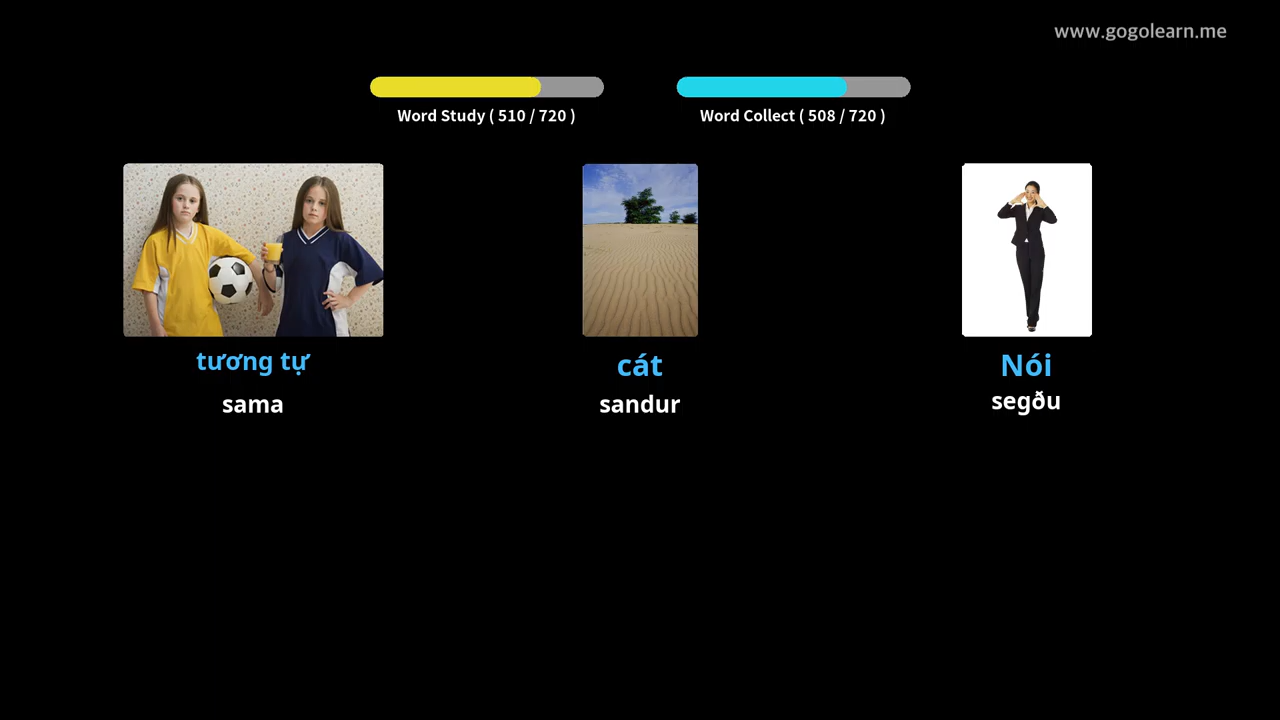 www.gogolearn.me
Word Study ( 510 / 720 )
Word Collect ( 508 / 720 )
tương tự
cát
Nói
sama
sandur
segðu